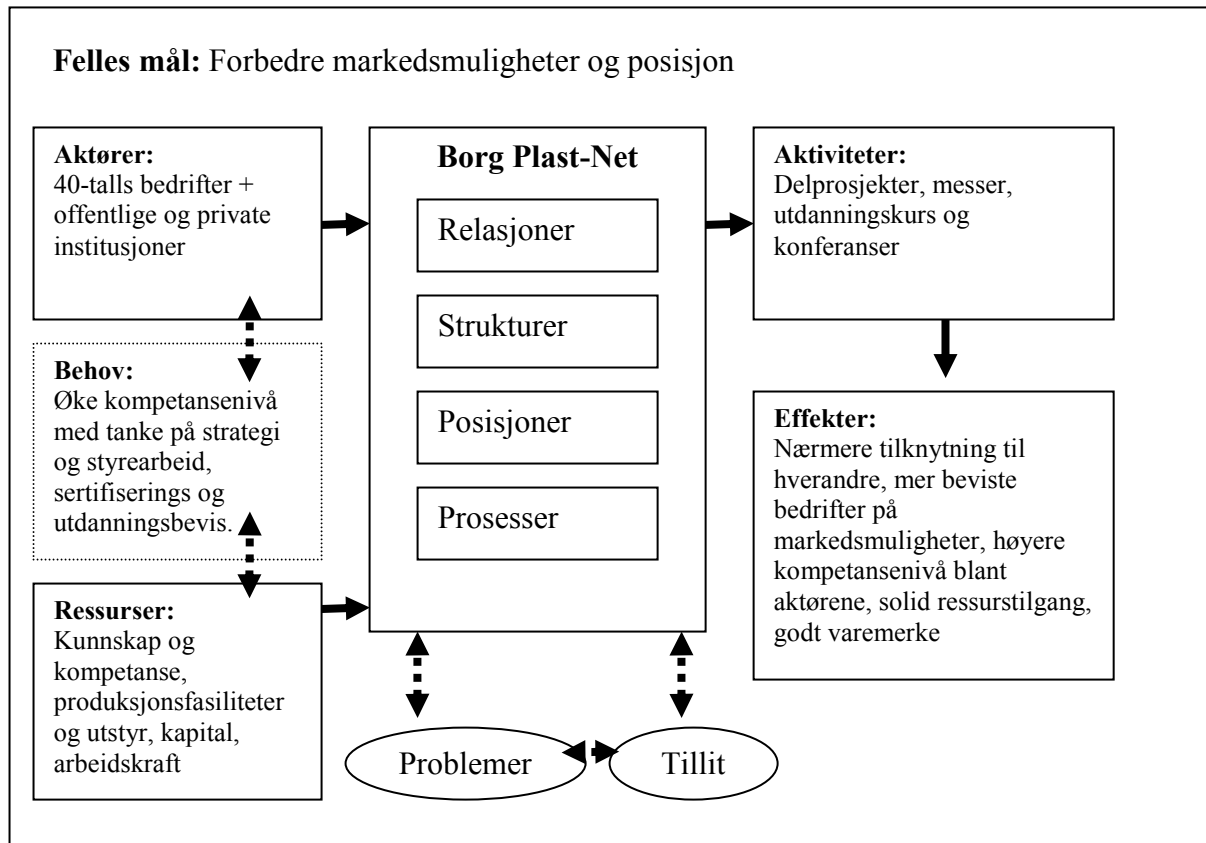 Felles mål: Forbedre markedsmuligheter og posisjon
Aktører:
40-talls bedrifter +
offentlige og private
institusjoner
Behov:
Øke kompetansenivå
med tanke på strategi
og styrearbeid,
sertifiserings og
utdanningsbevis.
Ressurser:
Kunnskap og
kompetanse,
produksjonsfasiliteter
og utstyr, kapital,
arbeidskraft
Borg Plast-Net
Relasjoner
Strukturer
Posisjoner
Prosesser
Problemer
Tillit
Aktiviteter:
Delprosjekter, messer,
utdanningskurs og
konferanser
Effekter:
Nærmere tilknytning til
hverandre, mer beviste
bedrifter på
markedsmuligheter, høyere
kompetansenivå blant
aktørene, solid ressurstilgang,
godt varemerke